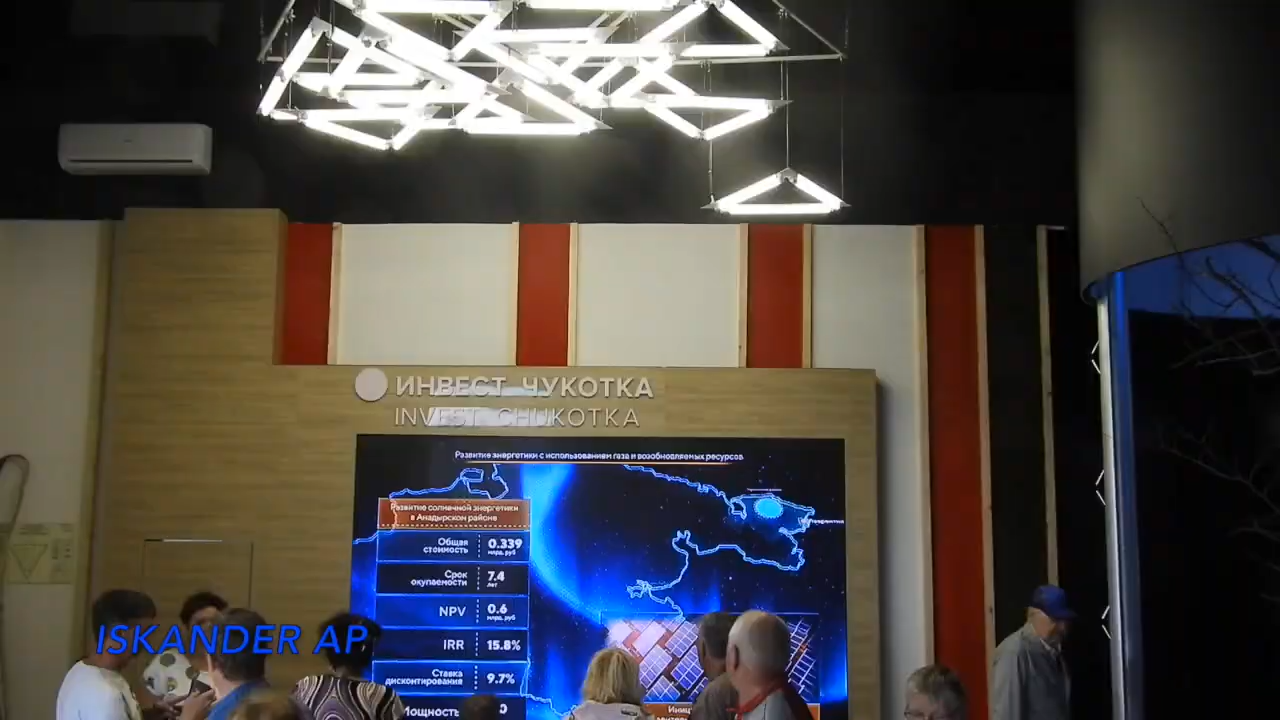 ИНВЕСТ ЧУКОТКА
INVEST CHUKOTKA
Развитие энергетики с использованием газа и возобновляемых ресурсов
Развитие солнечной энергетики
в Анадырском районе
Общая
стоимость
0.339
млрд. руб
Срок
окупаемости
7.4
лет
NPV
0.6
млрд. руб
IRR
15.8%
Ставка
дисконтирования
9.7%
Мощность
ISKANDER AP